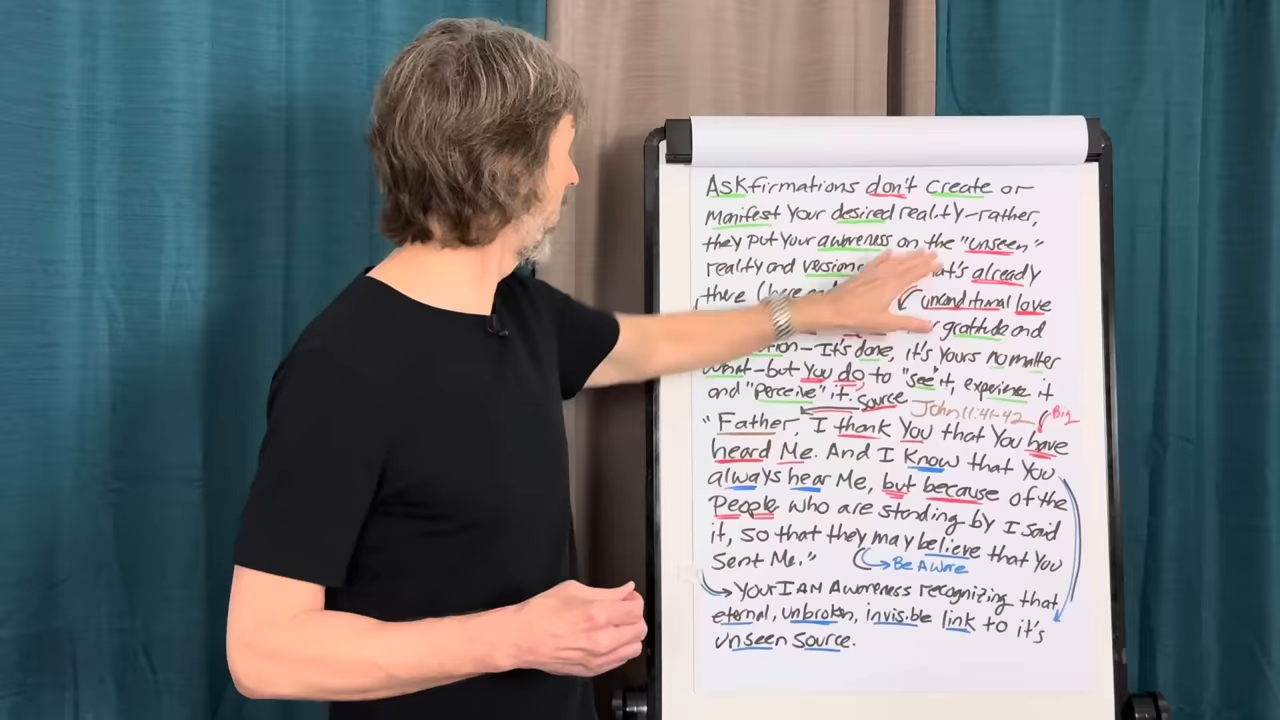 Askfirmations don't create or
manifest your desired reality-rather,
they put your awareness on the "unseen"
reality and version that's already
there (here and unconditional love
gratitude and
It's done, it's yours no matter
what-but you do, to "see" it, experience it
and "perceive" it. Source John 11:41-42 Big
"Father, I thank You that You have
heard Me. And I know that You
always hear Me, but because of the
People who are standing by I said
it, so that they may believe that You
Sent Me." Be Aware
Your I AM Awareness recognizing that
eternal, unbroken, invisible link to it's
unseen source.